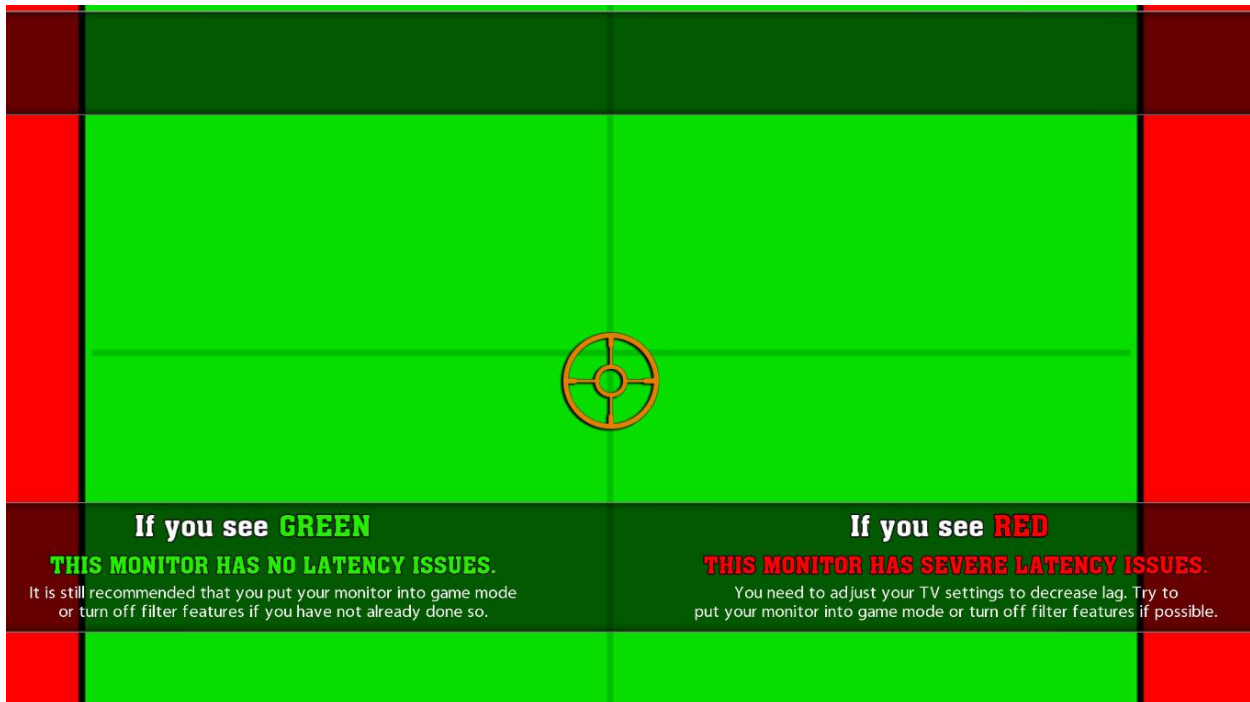 If you see GREEN
THIS MONITOR HAS NO LATENCY ISSUES.
It is still recommended that you put your monitor into game mode
or turn off filter features if you have not already done so.
If you see RED
THIS MONITOR HAS SEVERE LATENCY ISSUES.
You need to adjust your TV settings to decrease lag. Try to
put your monitor into game mode or turn off filter features if possible.